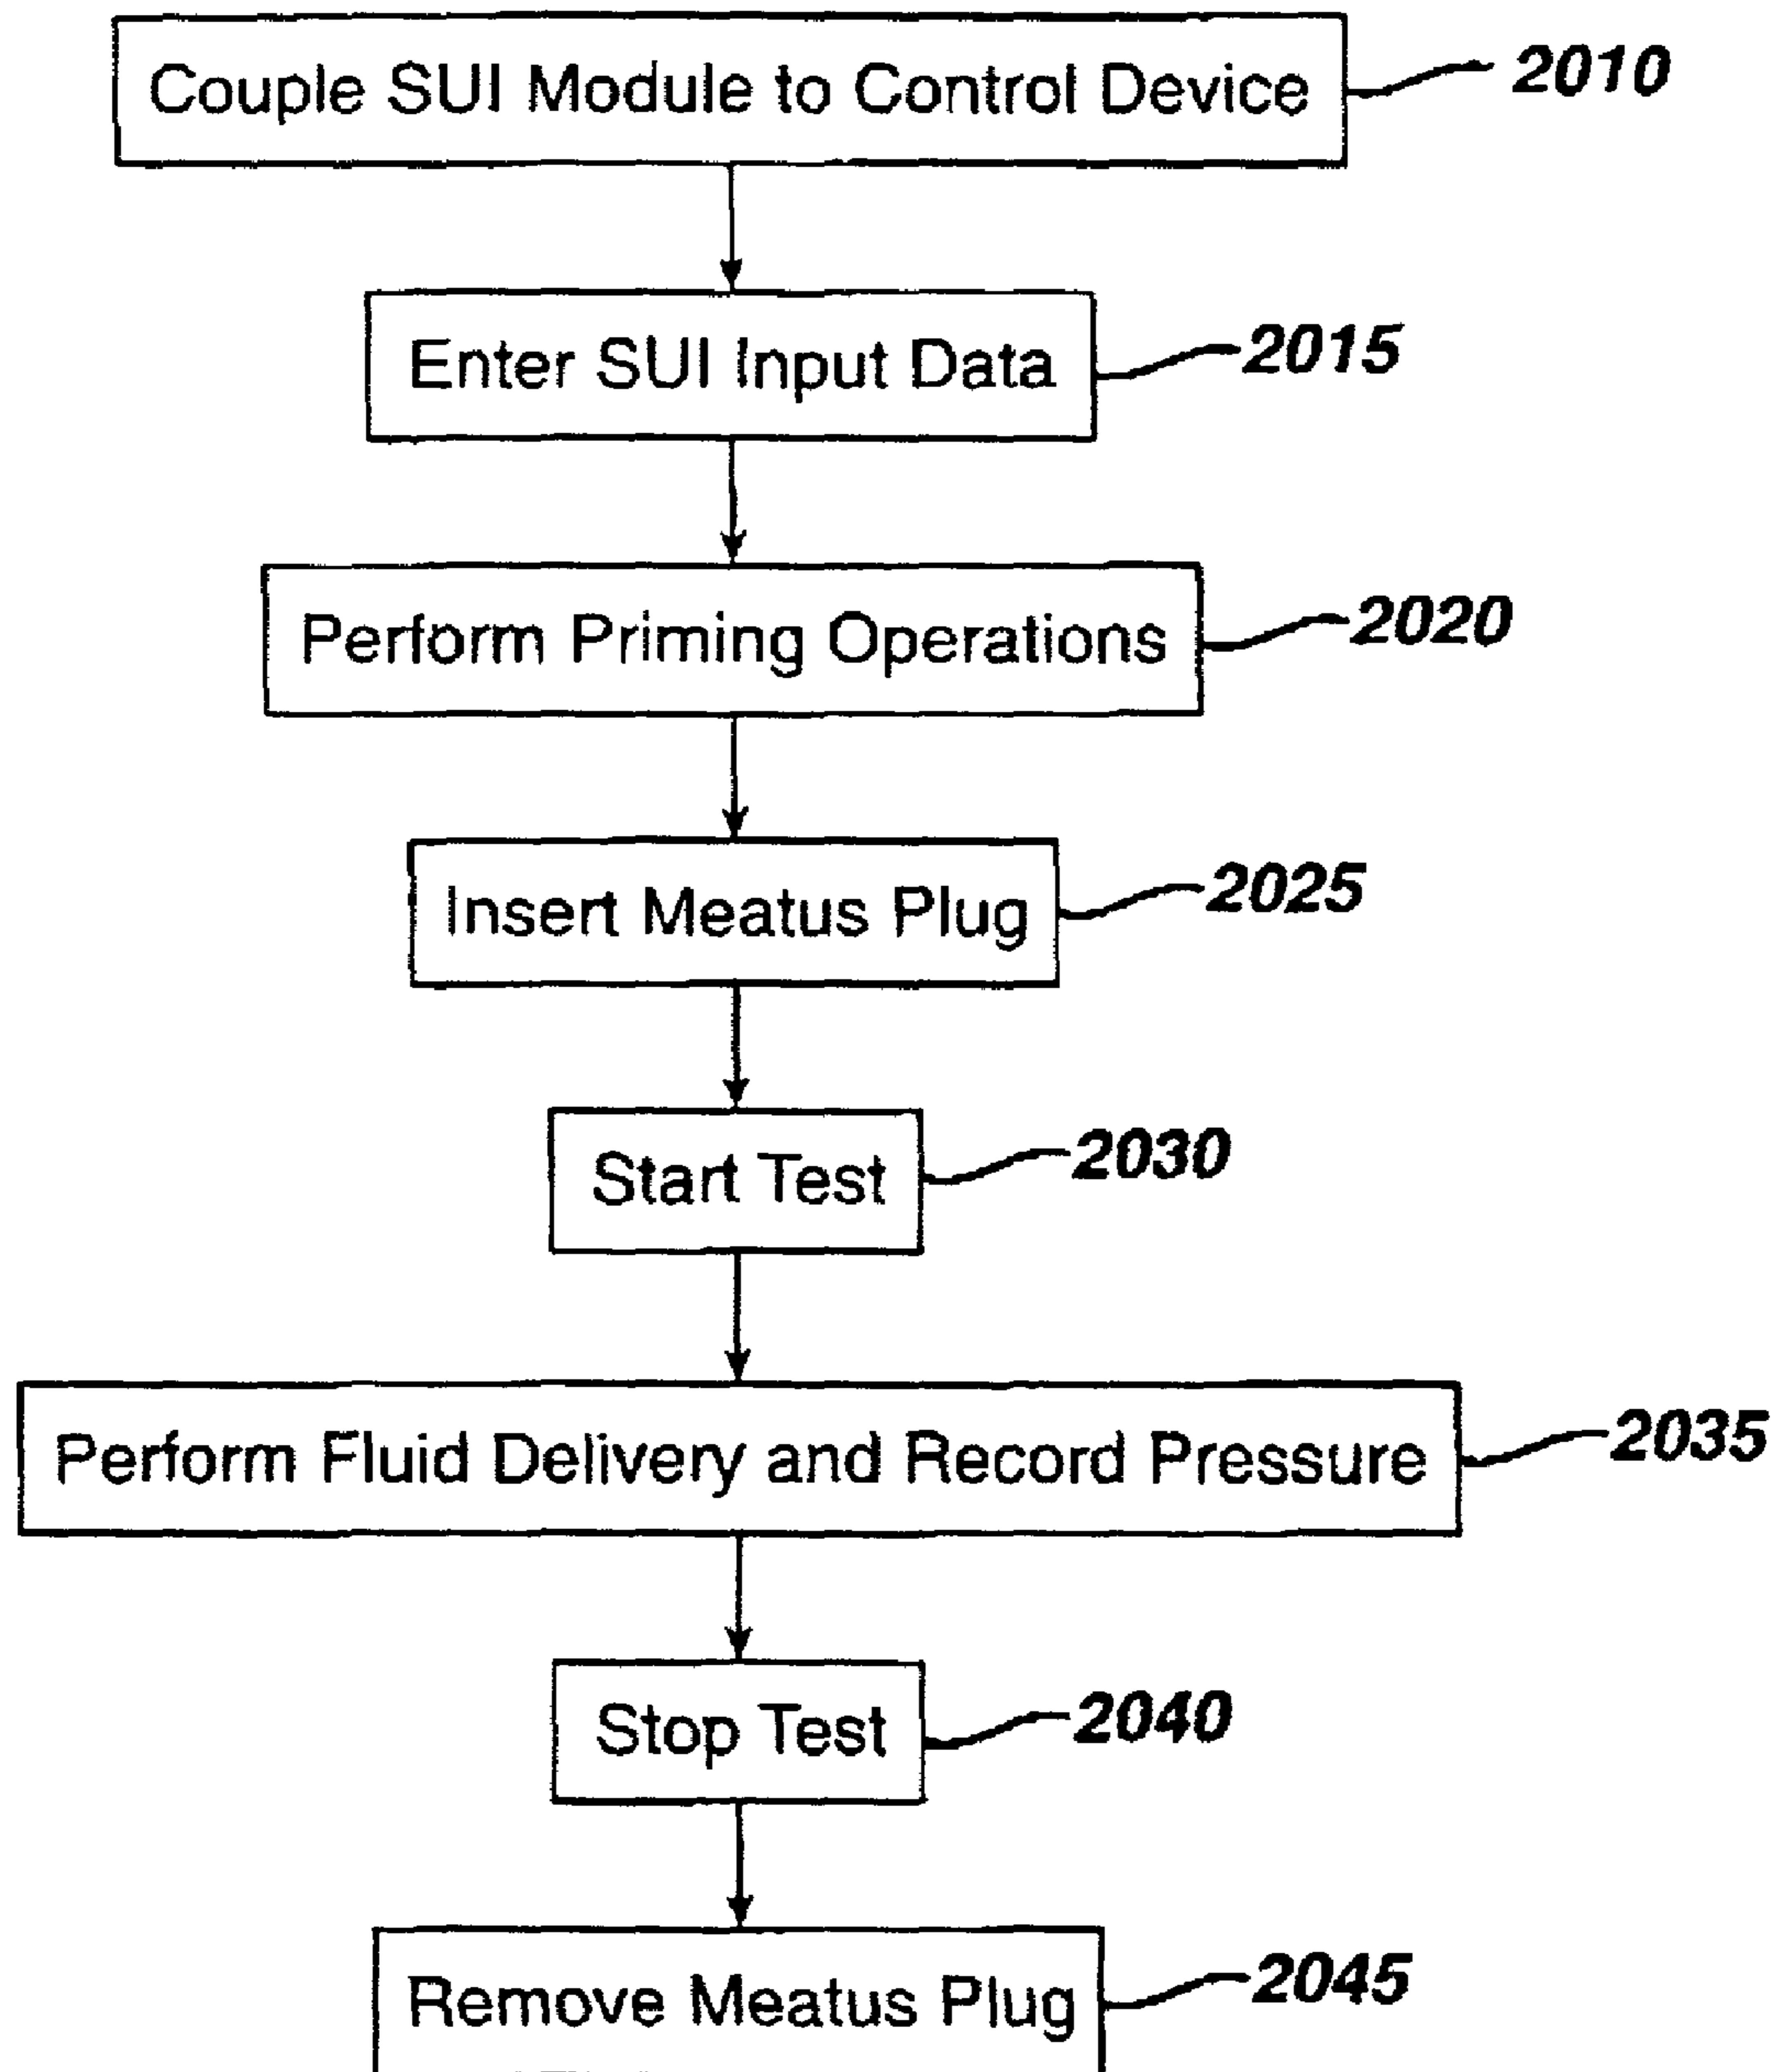 Couple SUI Module to Control Device 2010
Enter SUI Input Data 2015
Perform Priming Operations 2020
Insert Meatus Plug 2025
Start Test 2030
Perform Fluid Delivery and Record Pressure 2035
Stop Test 2040
Remove Meatus Plug 2045